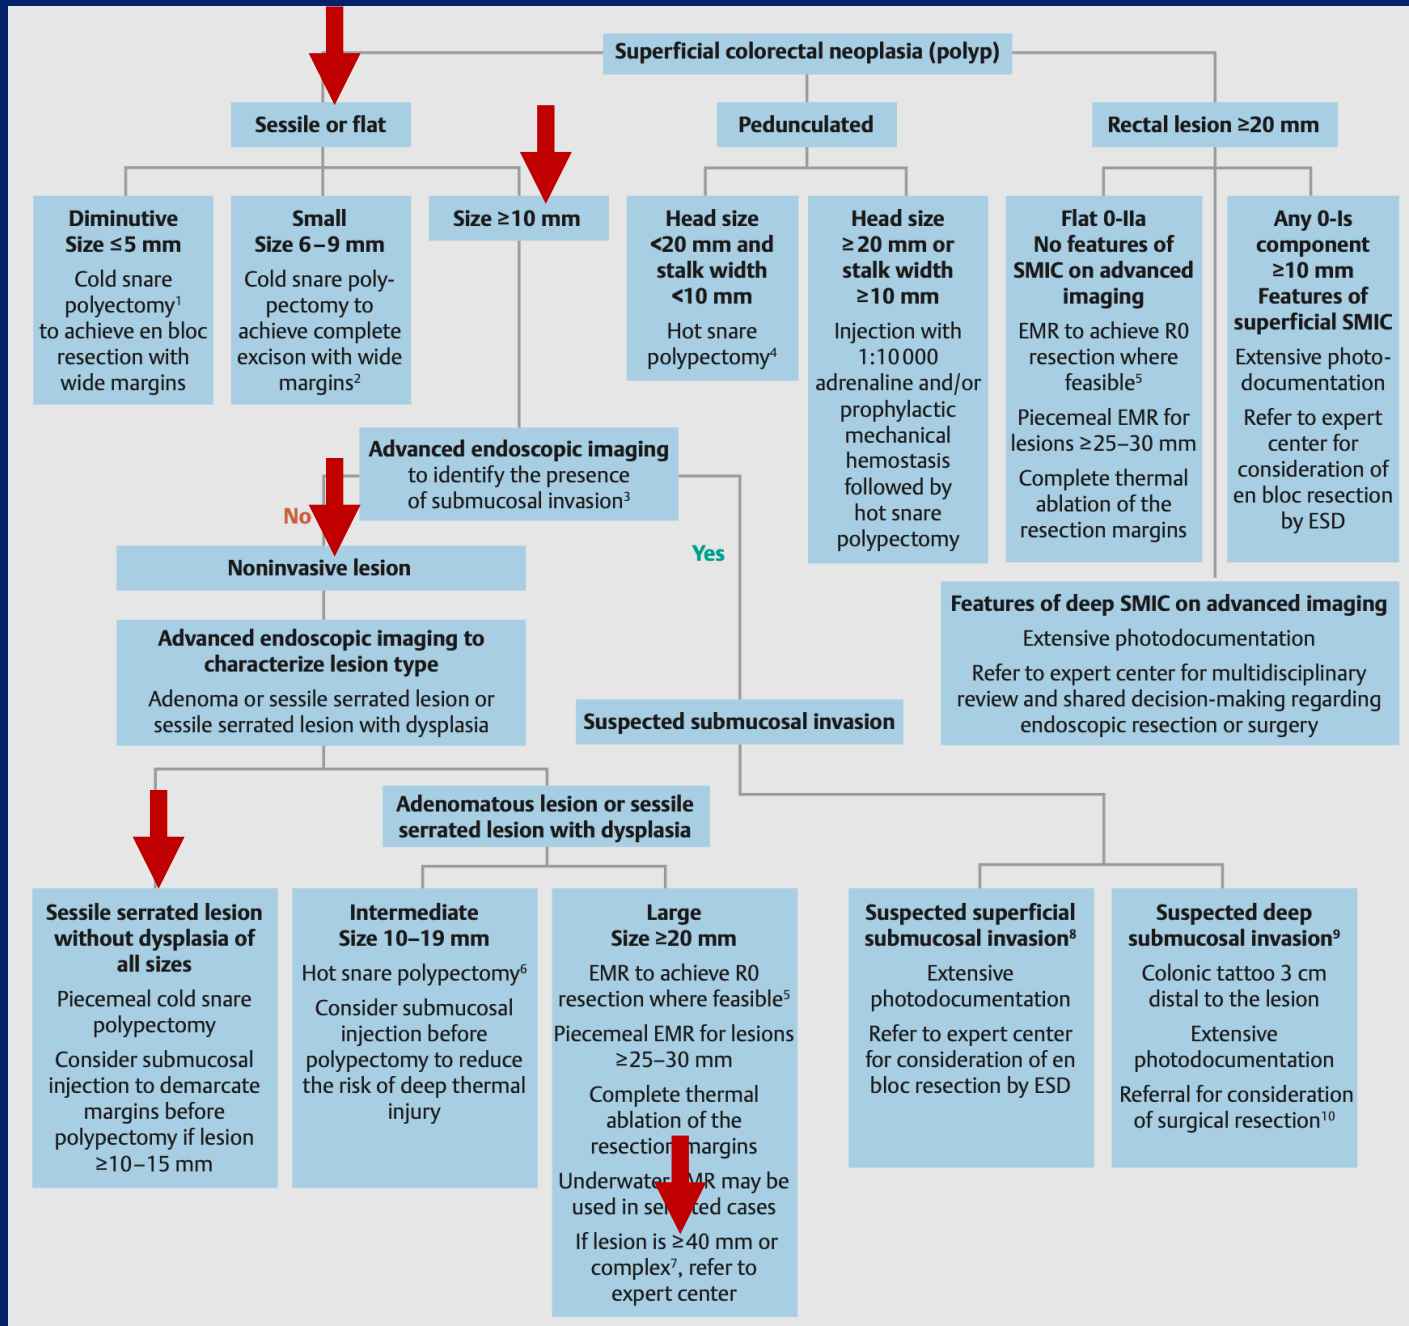 Superficial colorectal neoplasia (polyp)
Sessile or flat
Pedunculated
Rectal lesion ≥20 mm
Diminutive
Size ≤5 mm
Cold snare
polyectomy¹
to achieve en bloc
resection with
wide margins
Small
Size 6–9 mm
Cold snare poly-
pectomy to
achieve complete
excison with wide
margins²
Size ≥10 mm
Head size
<20 mm and
stalk width
<10 mm
Hot snare
polypectomy⁴
Head size
≥20 mm or
stalk width
≥10 mm
Injection with
1:10 000
adrenaline and/or
prophylactic
mechanical
hemostasis
followed by
hot snare
polypectomy
Flat 0-IIa
No features of
SMIC on advanced
imaging
EMR to achieve R0
resection where
feasible⁵
Piecemeal EMR for
lesions ≥25–30 mm
Complete thermal
ablation of the
resection margins
Any 0-Is
component
≥10 mm
Features of
superficial SMIC
Extensive photo-
documentation
Refer to expert
center for
consideration of
en bloc resection
by ESD
Advanced endoscopic imaging
to identify the presence
of submucosal invasion³
No
Yes
Noninvasive lesion
Features of deep SMIC on advanced imaging
Extensive photodocumentation
Refer to expert center for multidisciplinary
review and shared decision-making regarding
endoscopic resection or surgery
Advanced endoscopic imaging to
characterize lesion type
Adenoma or sessile serrated lesion or
sessile serrated lesion with dysplasia
Suspected submucosal invasion
Adenomatous lesion or sessile
serrated lesion with dysplasia
Sessile serrated lesion
without dysplasia of
all sizes
Piecemeal cold snare
polypectomy
Consider submucosal
injection to demarcate
margins before
polypectomy if lesion
≥10–15 mm
Intermediate
Size 10–19 mm
Hot snare polypectomy⁶
Consider submucosal
injection before
polypectomy to reduce
the risk of deep thermal
injury
Large
Size ≥20 mm
EMR to achieve R0
resection where feasible⁵
Piecemeal EMR for lesions
≥25–30 mm
Complete thermal
ablation of the
resection margins
Underwater EMR may be
used in selected cases
If lesion is ≥40 mm or
complex⁷, refer to
expert center
Suspected superficial
submucosal invasion⁸
Extensive
photodocumentation
Refer to expert center
for consideration of en
bloc resection by ESD
Suspected deep
submucosal invasion⁹
Colonic tattoo 3 cm
distal to the lesion
Extensive
photodocumentation
Referral for consideration
of surgical resection¹⁰